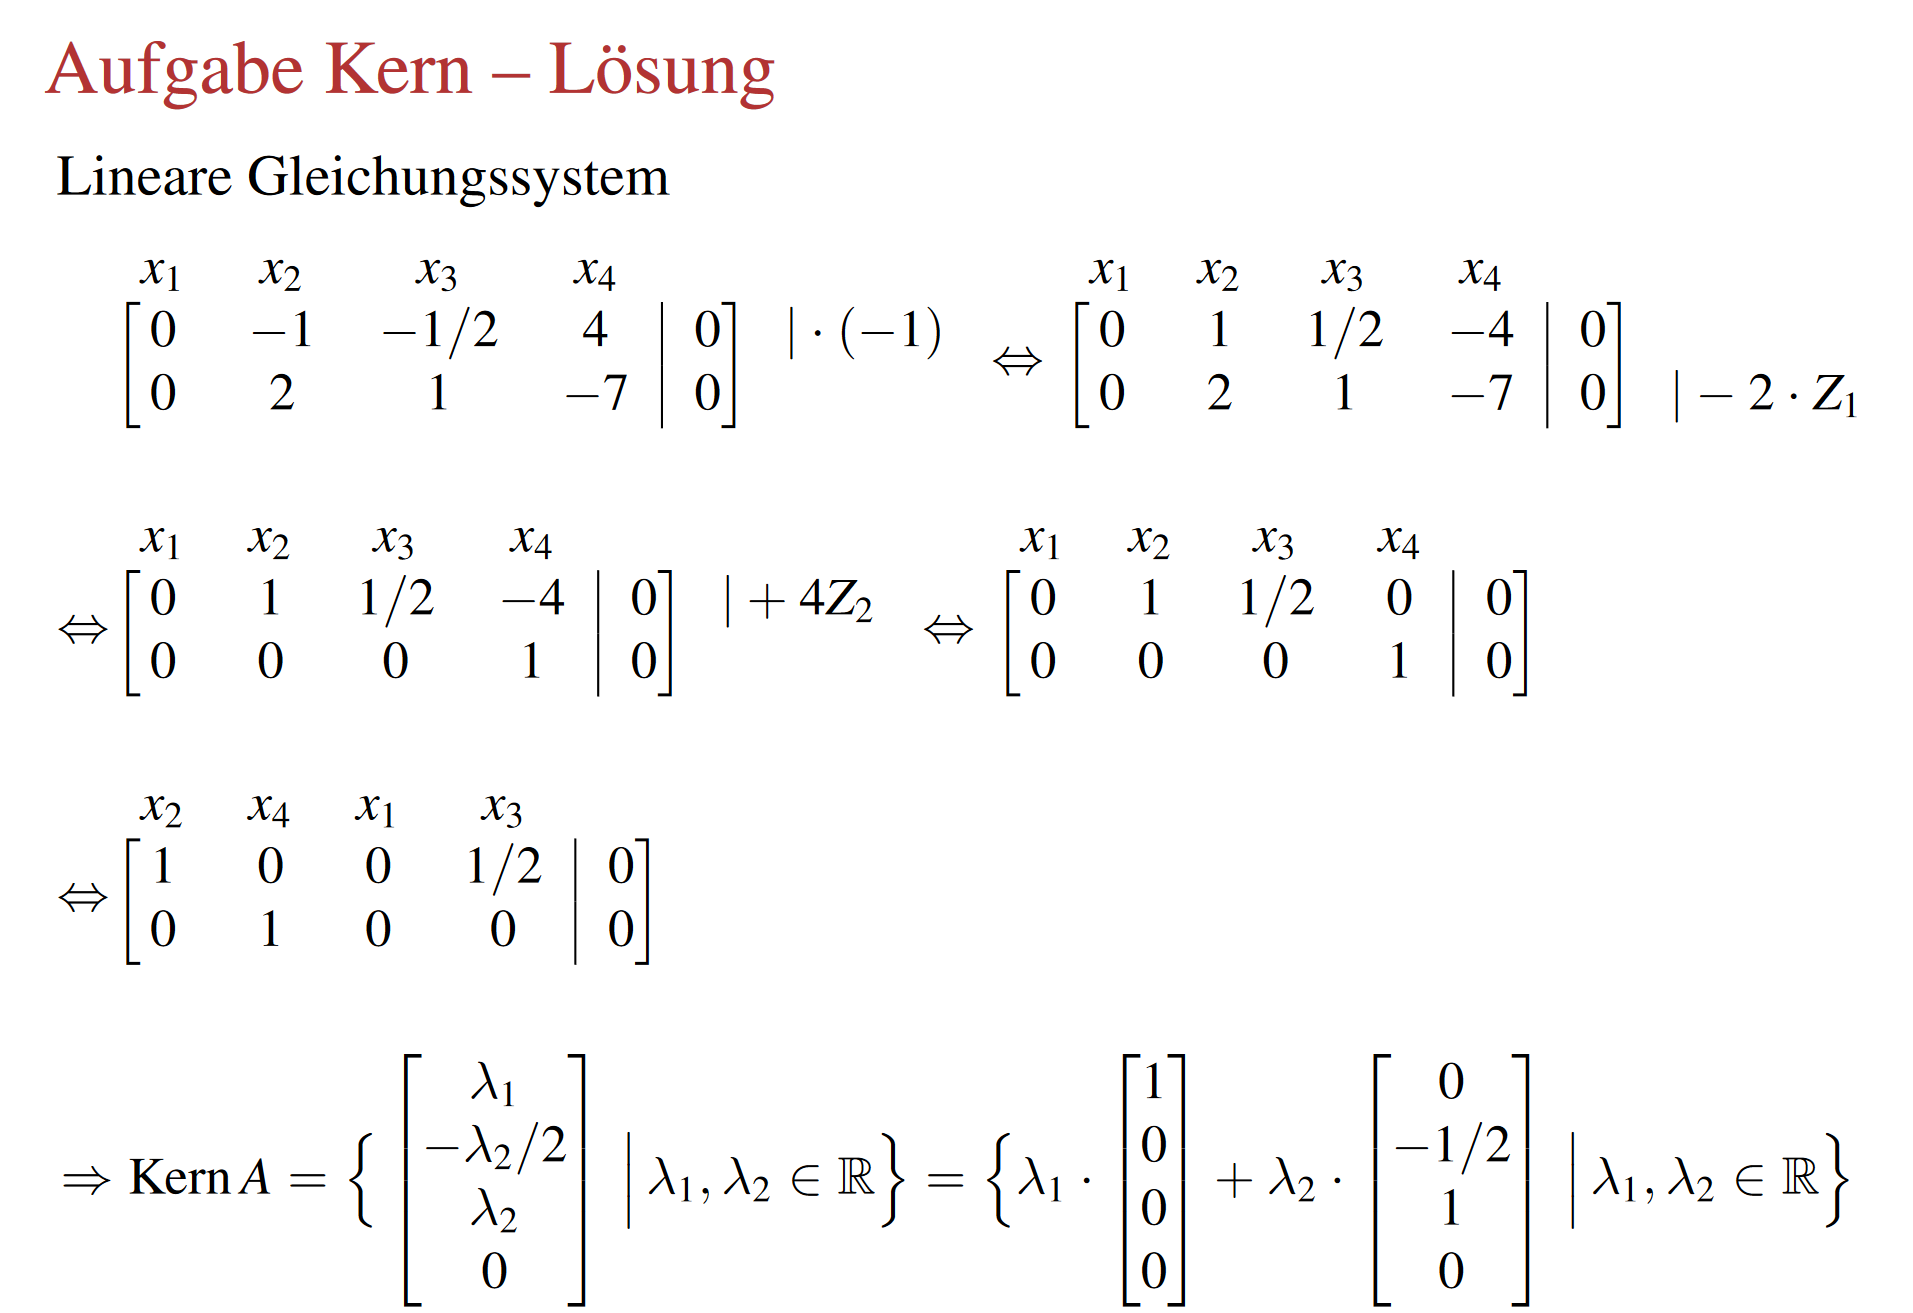 Aufgabe Kern – Lösung
Lineare Gleichungssystem
x₁ x₂ x₃ x₄ x₁ x₂ x₃ x₄
[0 −1 −1/2 4 | 0] | · (−1) ⇔ [0 1 1/2 −4 | 0]
[0 2 1 −7 | 0] [0 2 1 −7 | 0] | − 2 · Z₁
x₁ x₂ x₃ x₄ x₁ x₂ x₃ x₄
⇔ [0 1 1/2 −4 | 0] | + 4Z₂ ⇔ [0 1 1/2 0 | 0]
[0 0 0 1 | 0] [0 0 0 1 | 0]
x₂ x₄ x₁ x₃
⇔ [1 0 0 1/2 | 0]
[0 1 0 0 | 0]
⇒ Kern A = { [λ₁ −λ₂/2 λ₂ 0] | λ₁, λ₂ ∈ ℝ } = { λ₁ · [1 0 0 0] + λ₂ · [0 −1/2 1 0] | λ₁, λ₂ ∈ ℝ }